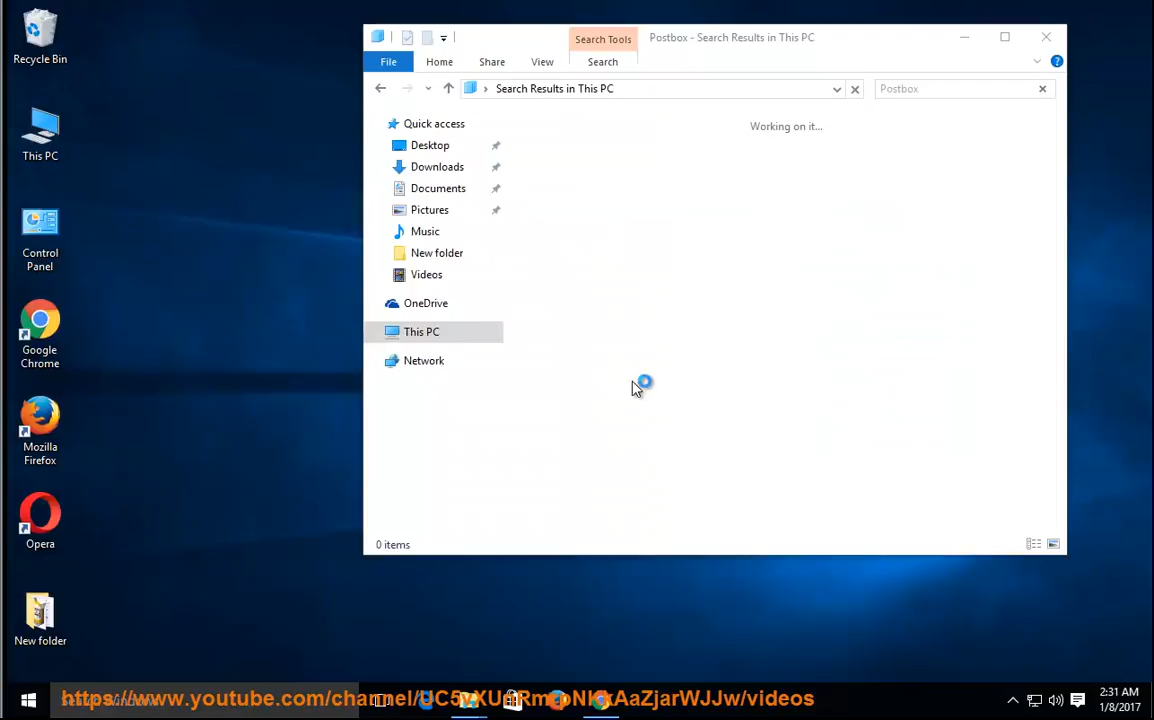 Recycle Bin
This PC
Control
Panel
Google
Chrome
Mozilla
Firefox
Opera
New folder
Search Tools
Postbox - Search Results in This PC
File
Home
Share
View
Search
Search Results in This PC
Postbox
Quick access
Desktop
Downloads
Documents
Pictures
Music
New folder
Videos
OneDrive
This PC
Network
Working on it...
0 items
2:31 AM
1/8/2017